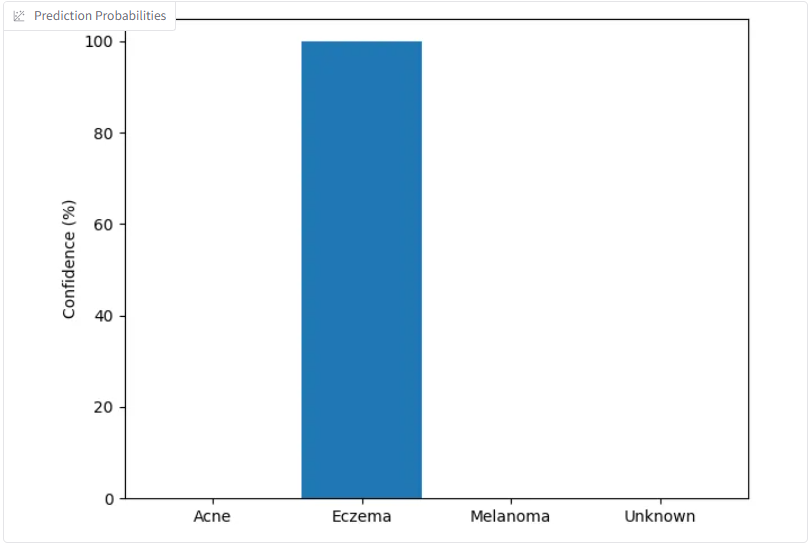 Prediction Probabilities
100
80
60
40
20
0
Confidence (%)
Acne Eczema Melanoma Unknown